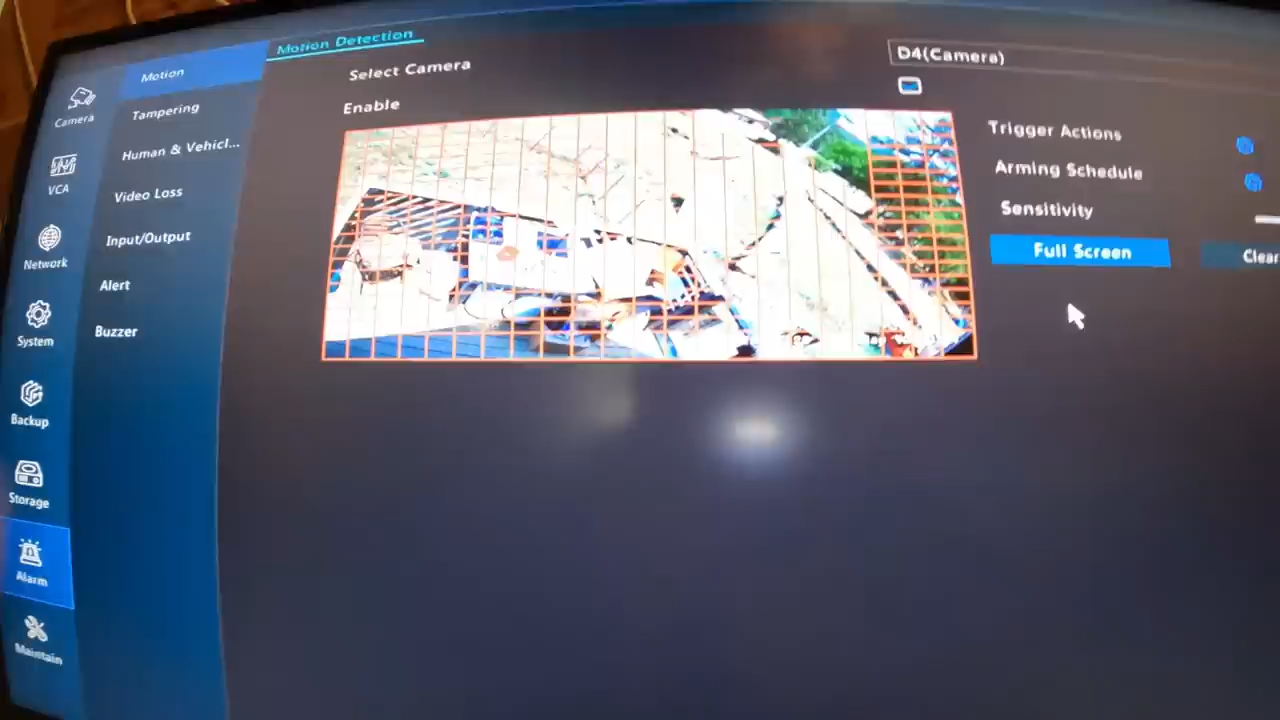 Motion Detection
Camera
VCA
Network
System
Backup
Storage
Alarm
Maintain
Motion
Tampering
Human & Vehicl...
Video Loss
Input/Output
Alert
Buzzer
Select Camera
D4(Camera)
Enable
Trigger Actions
Arming Schedule
Sensitivity
Full Screen
Clear